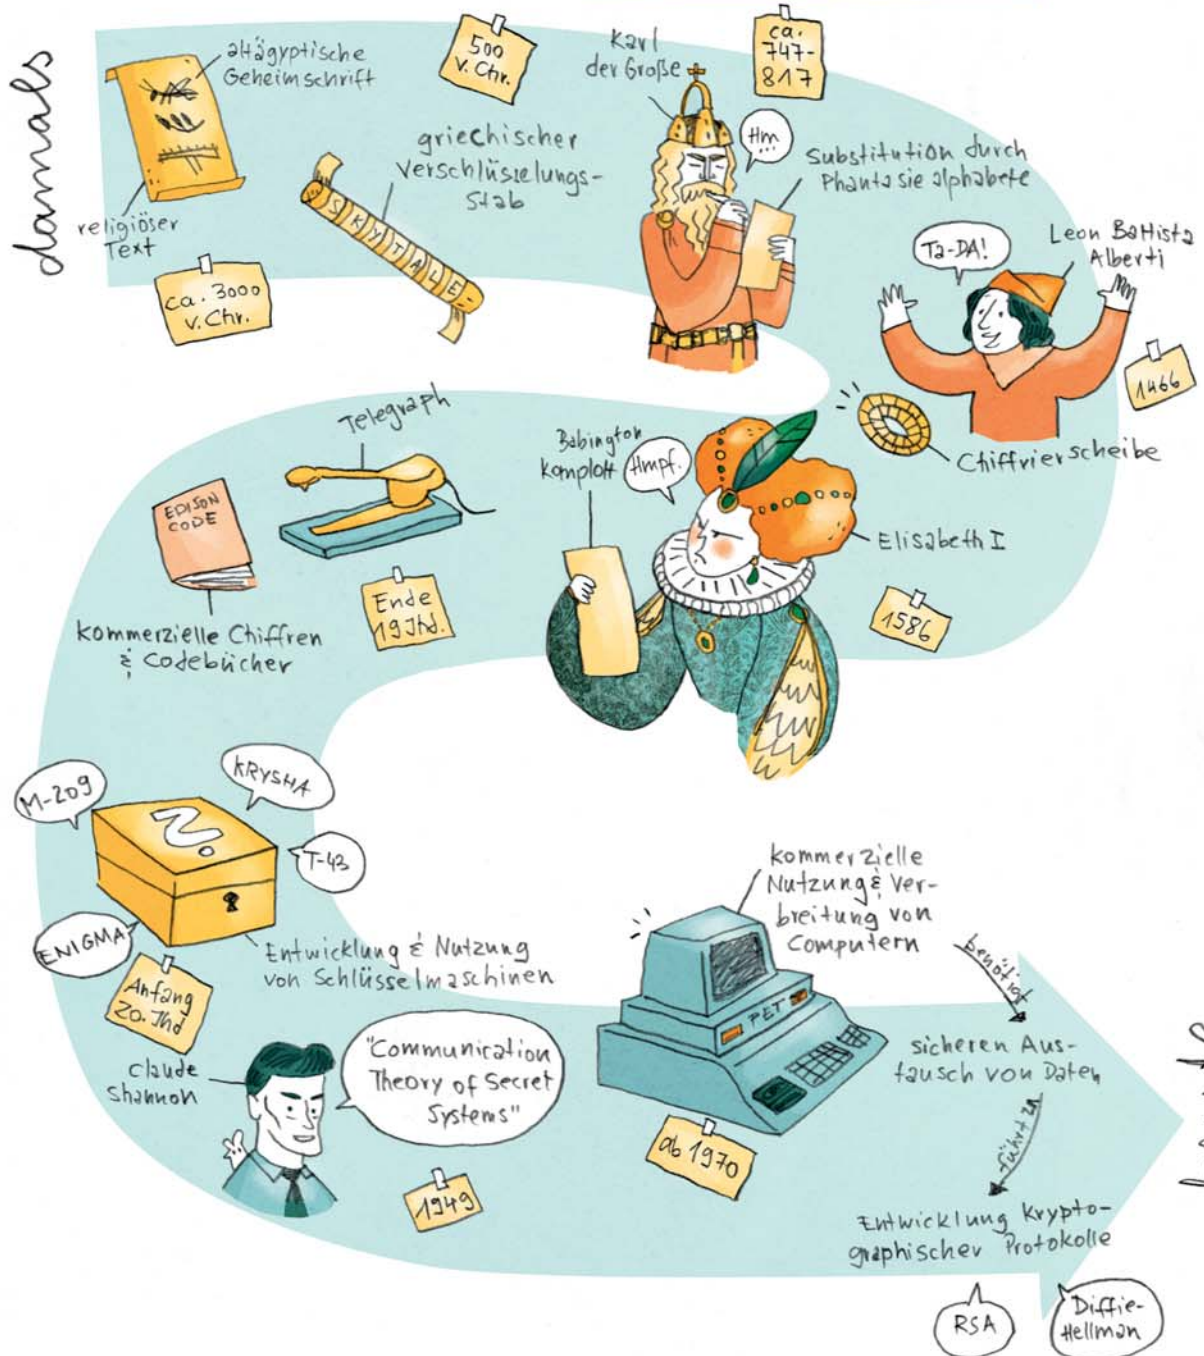 damals
altägyptische
Geheimschrift
religiöser
Text
ca. 3000
v. Chr.
500
v. Chr.
griechischer
Verschlüsselungs-
Stab
SKYTALE
Karl
der Große
ca.
747-
817
Hm
...
Substitution durch
Phantasiealphabete
Ta-DA!
Leon Battista
Alberti
1466
Chiffrierscheibe
Babington
Komplott
Hmpf.
Elisabeth I
1586
Telegraph
EDISON
CODE
Ende
19 Jhd.
kommerzielle Chiffren
& Codebücher
M-209
KRYSHA
T-43
ENIGMA
?
Entwicklung & Nutzung
von Schlüsselmaschinen
Anfang
20. Jhd
Claude
Shannon
"Communication
Theory of Secret
Systems"
1949
kommerzielle
Nutzung & Ver-
breitung von
Computern
PET
ab 1970
benötigt
sicheren Aus-
tausch von Daten
führt zu
Entwicklung Krypto-
graphischer Protokolle
RSA
Diffie-
Hellman